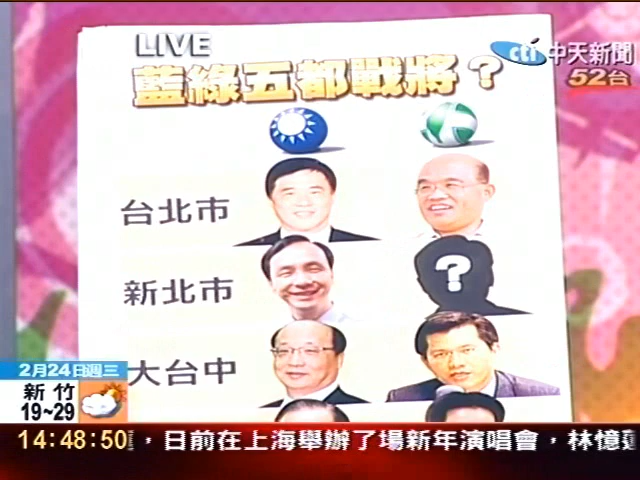 LIVE
cti 中天新聞
52台
藍綠五都戰將?
台北市
新北市
?
大台中
2月24日週三
新竹
19~29
14:48:50
，日前在上海舉辦了場新年演唱會，林憶